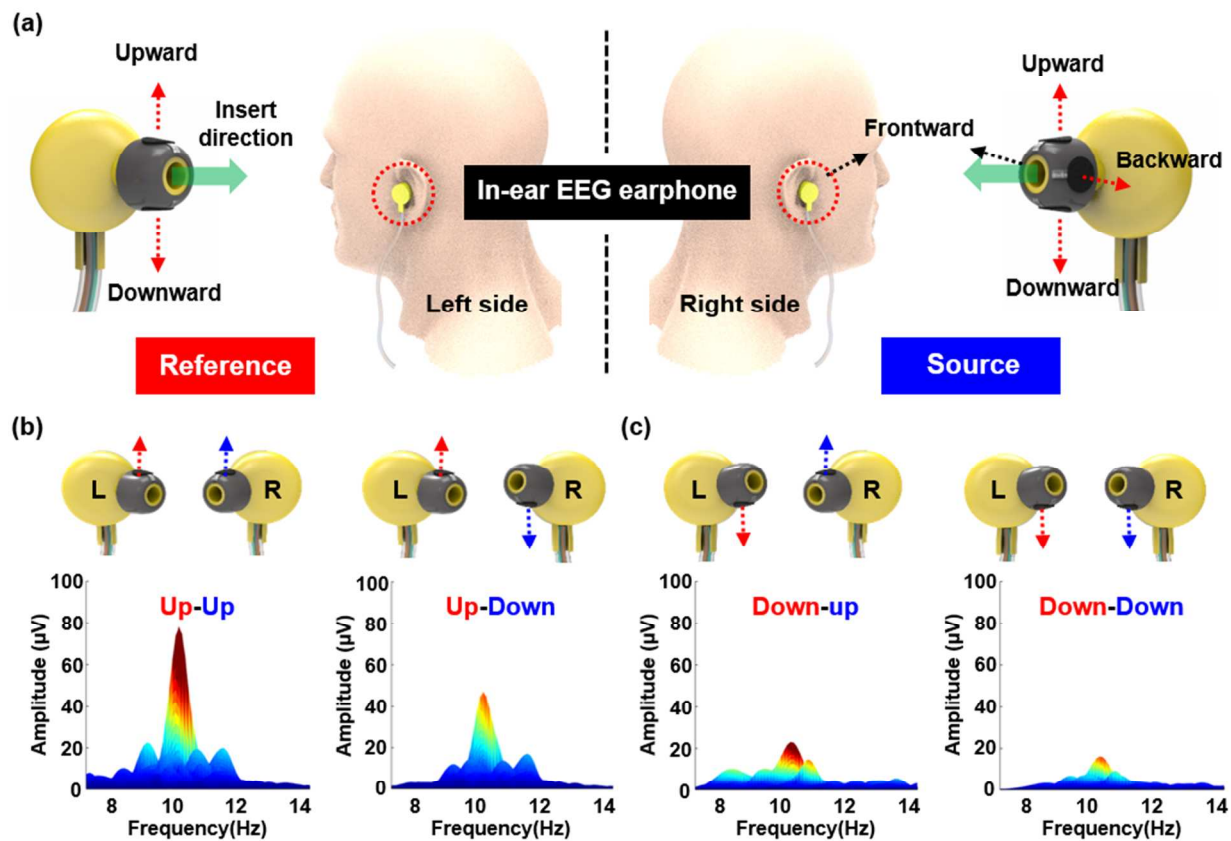 (a)
Upward
Insert
direction
Downward
In-ear EEG earphone
Left side
Right side
Frontward
Upward
Backward
Downward
Reference
Source
(b)
L
R
L
R
(c)
L
R
L
R
Up-Up
Amplitude (µV)
100
80
60
40
20
0
8
10
12
14
Frequency(Hz)
Up-Down
Amplitude (µV)
100
80
60
40
20
0
8
10
12
14
Frequency(Hz)
Down-up
Amplitude (µV)
100
80
60
40
20
0
8
10
12
14
Frequency(Hz)
Down-Down
Amplitude (µV)
100
80
60
40
20
0
8
10
12
14
Frequency(Hz)